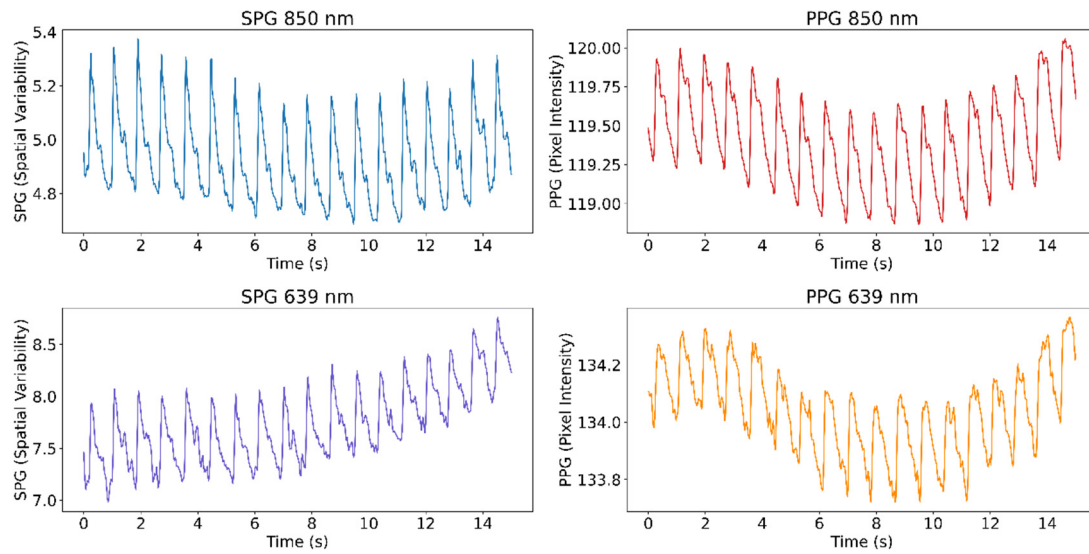 SPG 850 nm
SPG (Spatial Variability)
5.4
5.2
5.0
4.8
0 2 4 6 8 10 12 14
Time (s)
PPG 850 nm
PPG (Pixel Intensity)
120.00
119.75
119.50
119.25
119.00
0 2 4 6 8 10 12 14
Time (s)
SPG 639 nm
SPG (Spatial Variability)
8.5
8.0
7.5
7.0
0 2 4 6 8 10 12 14
Time (s)
PPG 639 nm
PPG (Pixel Intensity)
134.2
134.0
133.8
0 2 4 6 8 10 12 14
Time (s)